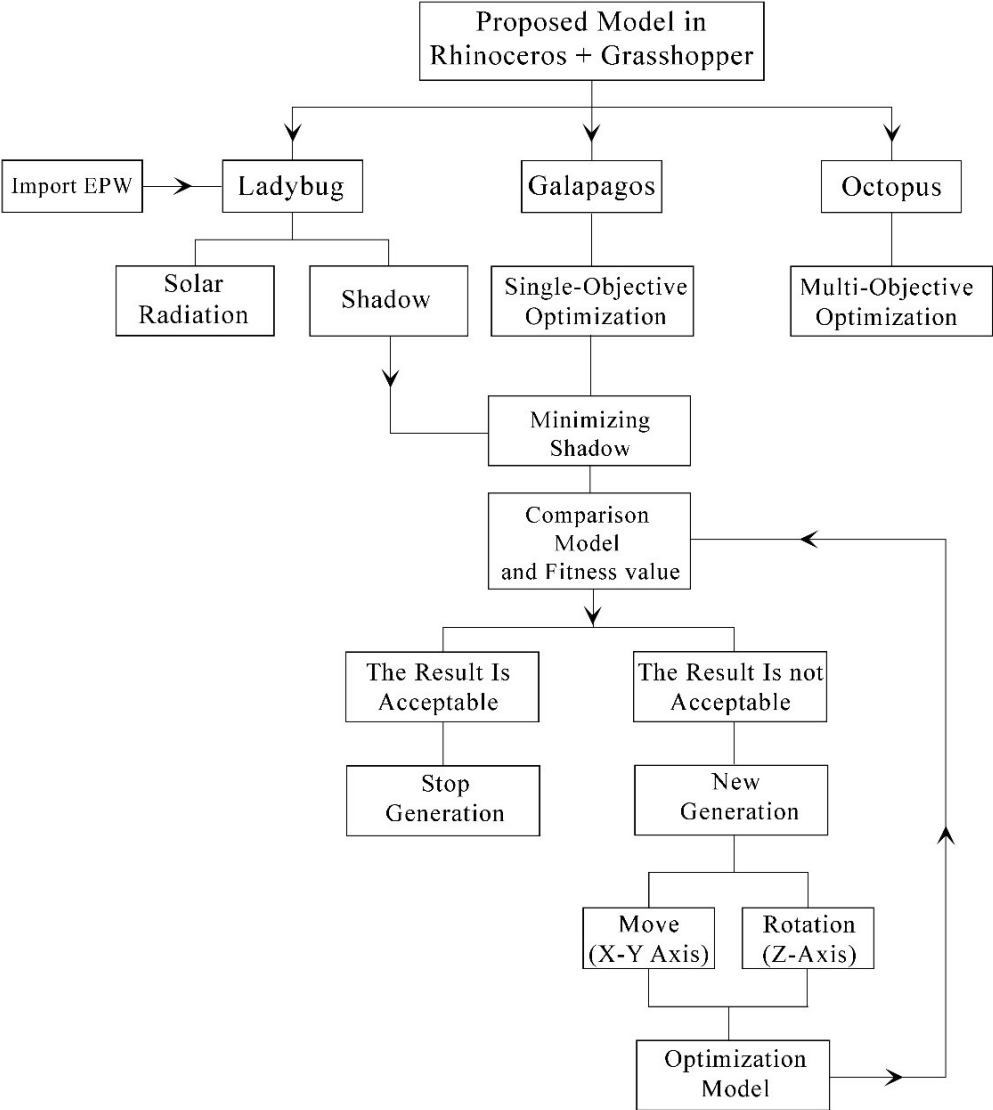 Proposed Model in
Rhinoceros + Grasshopper
Import EPW
Ladybug
Galapagos
Octopus
Solar
Radiation
Shadow
Single-Objective
Optimization
Multi-Objective
Optimization
Minimizing
Shadow
Comparison
Model
and Fitness value
The Result Is
Acceptable
The Result Is not
Acceptable
Stop
Generation
New
Generation
Move
(X-Y Axis)
Rotation
(Z-Axis)
Optimization
Model